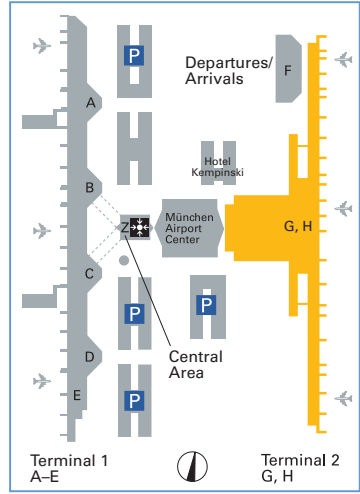 P
Departures/
Arrivals
F
A
Hotel
Kempinski
B
Z
München
Airport
Center
G, H
C
P
P
D
Central
Area
E
P
Terminal 1
A–E
Terminal 2
G, H